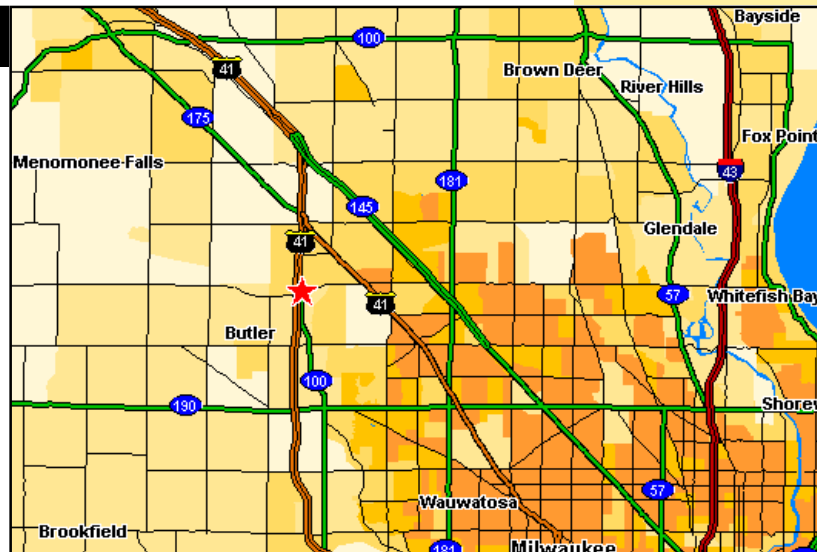 Bayside
100
41
Brown Deer
River Hills
175
Fox Point
Menomonee Falls
43
181
145
Glendale
41
57
Whitefish Bay
41
Butler
100
190
Shorew
57
Wauwatosa
Brookfield
181
Milwaukee